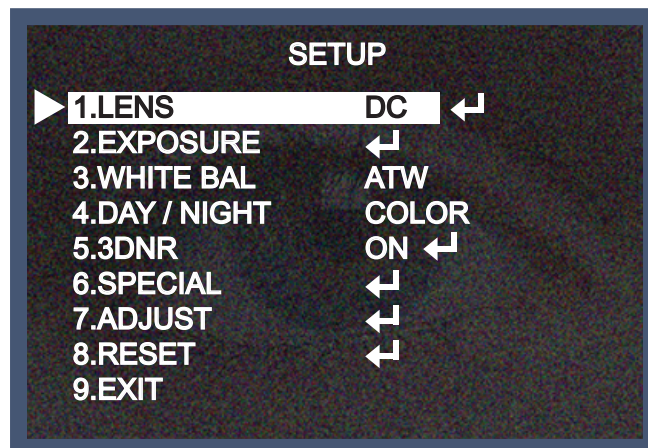 SETUP
1.LENS DC ↵
2.EXPOSURE ↵
3.WHITE BAL ATW
4.DAY / NIGHT COLOR
5.3DNR ON ↵
6.SPECIAL ↵
7.ADJUST ↵
8.RESET ↵
9.EXIT